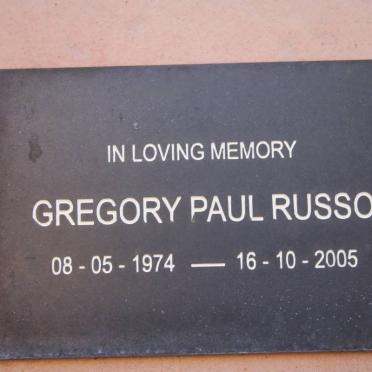 IN LOVING MEMORY
GREGORY PAUL RUSSO
08 - 05 - 1974 — 16 - 10 - 2005